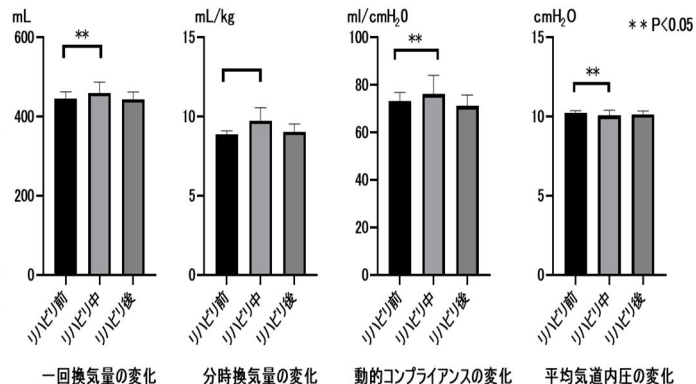 mL
600
400
200
0
**
リハビリ前
リハビリ中
リハビリ後
一回換気量の変化
mL/kg
15
10
5
0
リハビリ前
リハビリ中
リハビリ後
分時換気量の変化
ml/cmH₂0
100
80
60
40
20
0
**
リハビリ前
リハビリ中
リハビリ後
動的コンプライアンスの変化
cmH₂O
15
10
5
0
**
リハビリ前
リハビリ中
リハビリ後
平均気道内圧の変化
** P<0.05